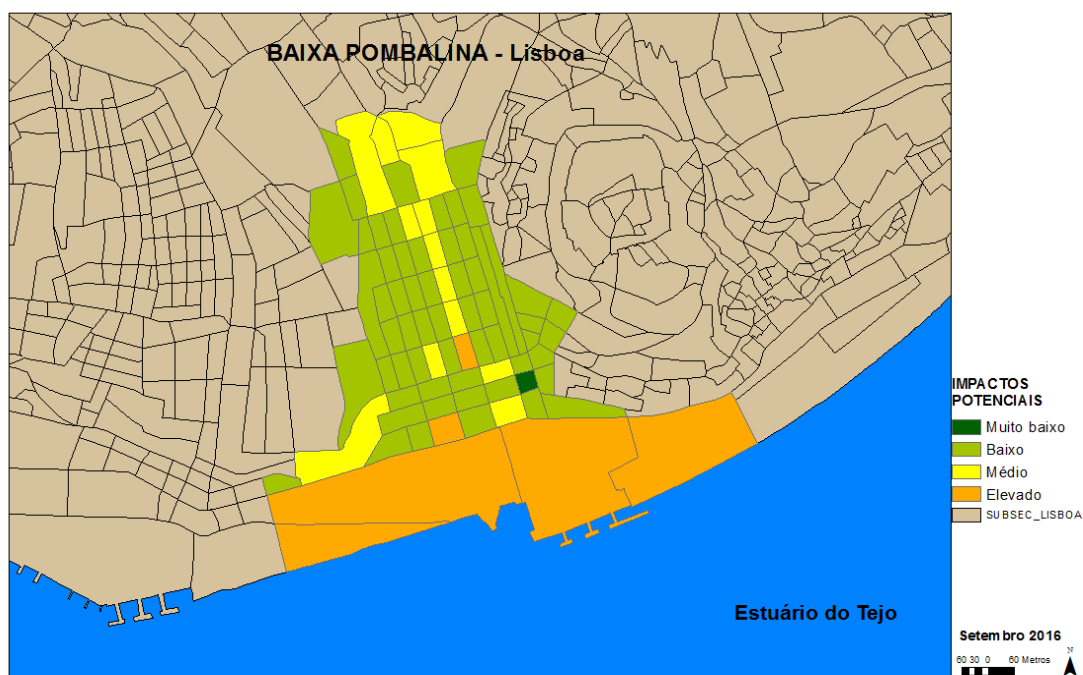 BAIXA POMBALINA - Lisboa
IMPACTOS
POTENCIAIS
Muito baixo
Baixo
Médio
Elevado
SUBSEC_LISBOA
Estuário do Tejo
Setembro 2016
N
60 30 0 60 Metros